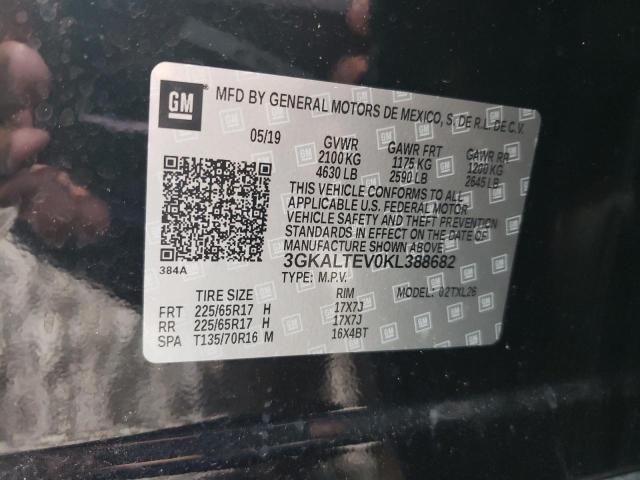 GM MFD BY GENERAL MOTORS DE MEXICO, S. DE R.L. DE C.V.
05/19 GVWR GAWR FRT GAWR RR
2100 KG 1175 KG 1200 KG
4630 LB 2590 LB 2645 LB
THIS VEHICLE CONFORMS TO ALL
APPLICABLE U.S. FEDERAL MOTOR
VEHICLE SAFETY AND THEFT PREVENTION
STANDARDS IN EFFECT ON THE DATE OF
MANUFACTURE SHOWN ABOVE.
3GKALTEV0KL388682
384A
TYPE: M.P.V. MODEL: 02TXL26
TIRE SIZE RIM
FRT 225/65R17 H 17X7J
RR 225/65R17 H 17X7J
SPA T135/70R16 M 16X4BT